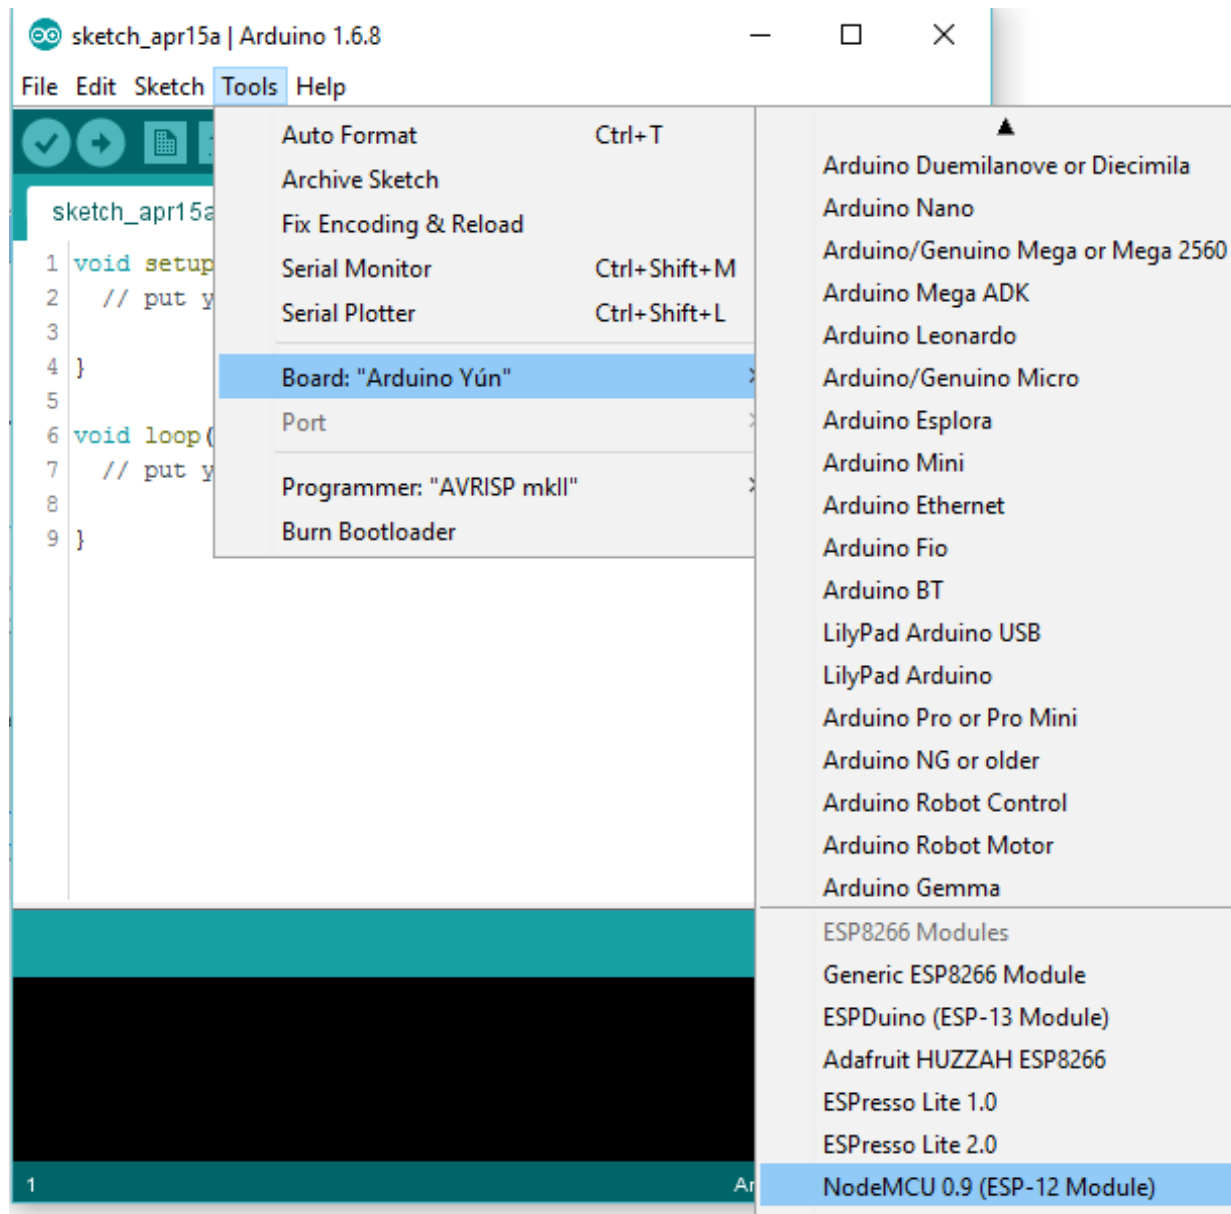 sketch_apr15a | Arduino 1.6.8
File Edit Sketch Tools Help
sketch_apr15a
1 void setup
2 // put y
3
4 }
5
6 void loop(
7 // put y
8
9 }
Auto Format Ctrl+T
Archive Sketch
Fix Encoding & Reload
Serial Monitor Ctrl+Shift+M
Serial Plotter Ctrl+Shift+L
Board: "Arduino Yún"
Port
Programmer: "AVRISP mkII"
Burn Bootloader
Arduino Duemilanove or Diecimila
Arduino Nano
Arduino/Genuino Mega or Mega 2560
Arduino Mega ADK
Arduino Leonardo
Arduino/Genuino Micro
Arduino Esplora
Arduino Mini
Arduino Ethernet
Arduino Fio
Arduino BT
LilyPad Arduino USB
LilyPad Arduino
Arduino Pro or Pro Mini
Arduino NG or older
Arduino Robot Control
Arduino Robot Motor
Arduino Gemma
ESP8266 Modules
Generic ESP8266 Module
ESPDuino (ESP-13 Module)
Adafruit HUZZAH ESP8266
ESPresso Lite 1.0
ESPresso Lite 2.0
NodeMCU 0.9 (ESP-12 Module)
1 Ar